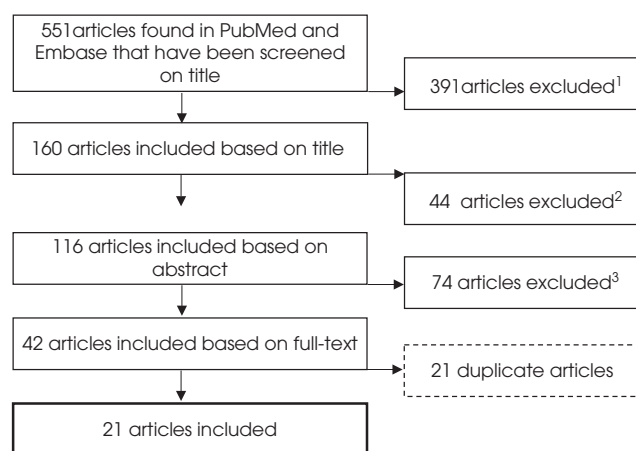 551articles found in PubMed and
Embase that have been screened
on title
391articles excluded¹
160 articles included based on title
44 articles excluded²
116 articles included based on
abstract
74 articles excluded³
42 articles included based on full-text
21 duplicate articles
21 articles included